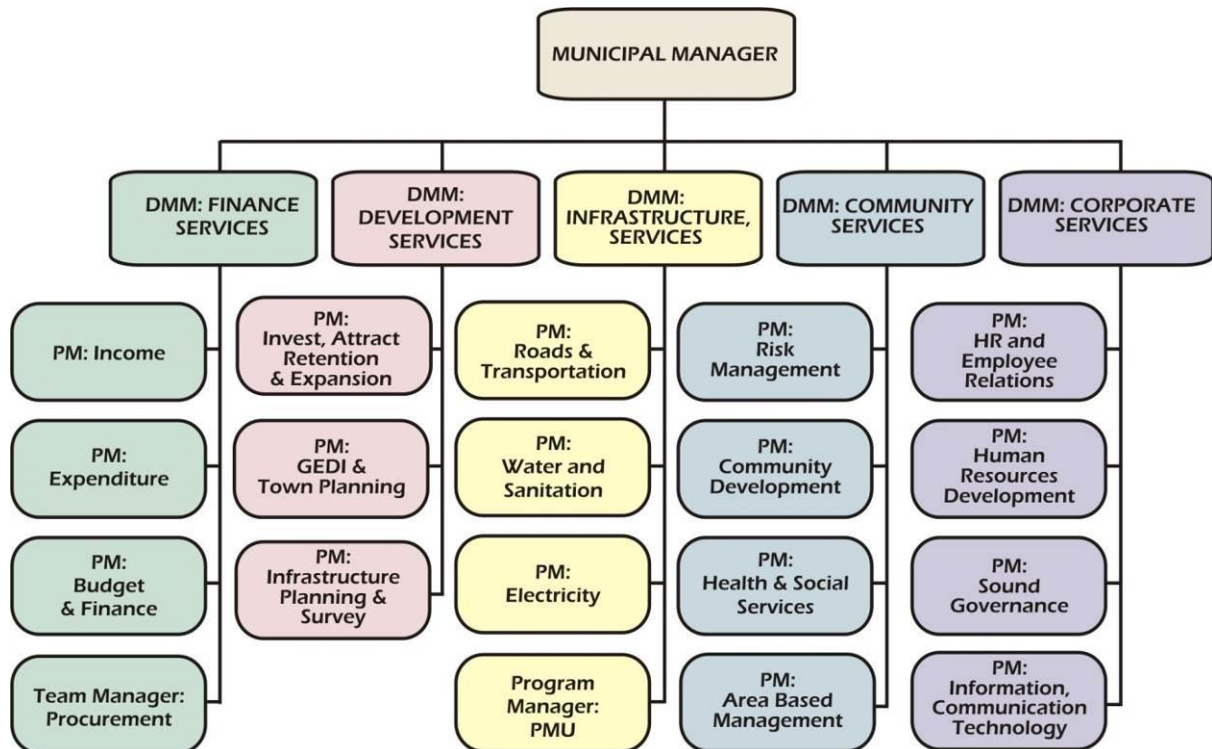 MUNICIPAL MANAGER
DMM: FINANCE
SERVICES
DMM:
DEVELOPMENT
SERVICES
DMM:
INFRASTRUCTURE,
SERVICES
DMM: COMMUNITY
SERVICES
DMM: CORPORATE
SERVICES
PM: Income
PM:
Expenditure
PM:
Budget
& Finance
Team Manager:
Procurement
PM:
Invest, Attract
Retention
& Expansion
PM:
GEDI &
Town Planning
PM:
Infrastructure
Planning &
Survey
PM:
Roads &
Transportation
PM:
Water and
Sanitation
PM:
Electricity
Program
Manager:
PMU
PM:
Risk
Management
PM:
Community
Development
PM:
Health & Social
Services
PM:
Area Based
Management
PM:
HR and
Employee
Relations
PM:
Human
Resources
Development
PM:
Sound
Governance
PM:
Information,
Communication
Technology